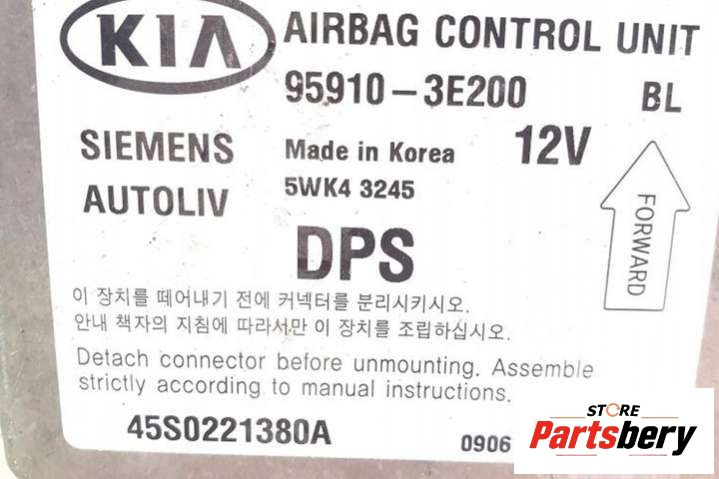 KIA
AIRBAG CONTROL UNIT
95910-3E200 BL
SIEMENS
AUTOLIV
Made in Korea 12V
5WK4 3245
FORWARD
DPS
이 장치를 떼어내기 전에 커넥터를 분리시키시오.
안내 책자의 지침에 따라서만 이 장치를 조립하십시오.
Detach connector before unmounting. Assemble
strictly according to manual instructions.
45S0221380A
STORE
Partsbery